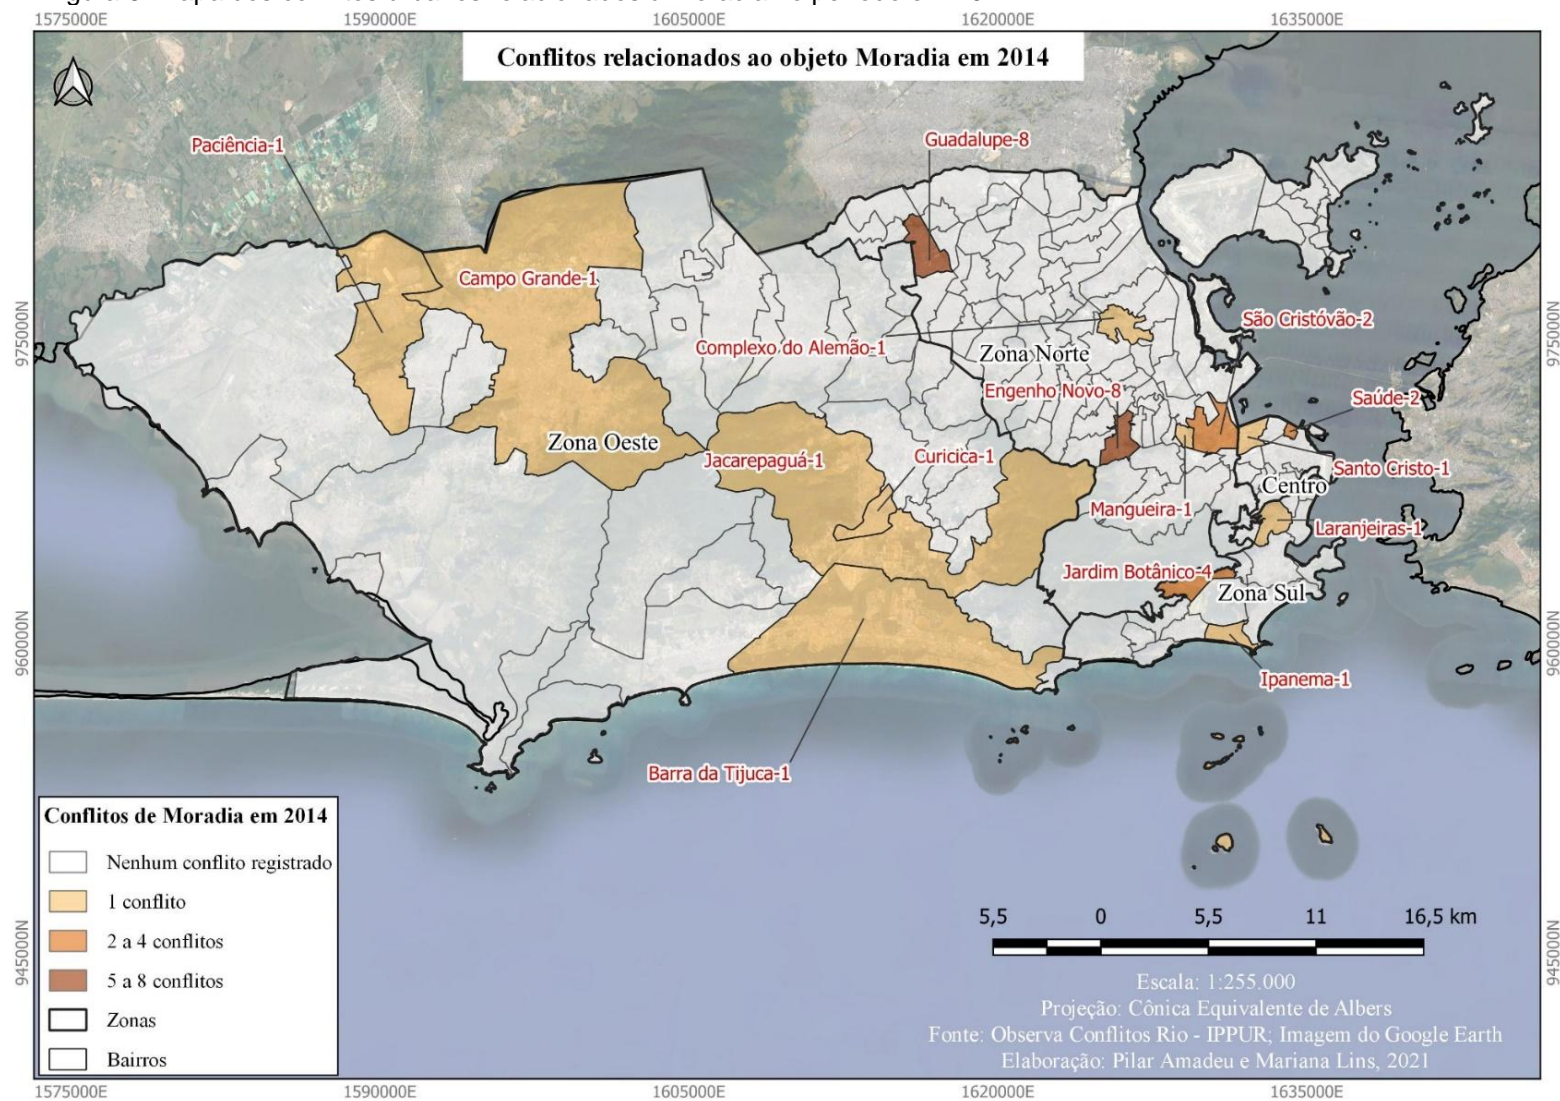 1575000E
1590000E
1605000E
1620000E
1635000E
Conflitos relacionados ao objeto Moradia em 2014
Paciência-1
Guadalupe-8
Campo Grande-1
975000N
975000N
São Cristóvão-2
Complexo do Alemão-1
Zona Norte
Engenho Novo-8
Saúde-2
Zona Oeste
Jacarepaguá-1
Curicica-1
Santo Cristo-1
Centro
Mangueira-1
Laranjeiras-1
Jardim Botânico-4
Zona Sul
960000N
960000N
Ipanema-1
Barra da Tijuca-1
Conflitos de Moradia em 2014
Nenhum conflito registrado
1 conflito
2 a 4 conflitos
5 a 8 conflitos
Zonas
Bairros
945000N
945000N
5,5 0 5,5 11 16,5 km
Escala: 1:255.000
Projeção: Cônica Equivalente de Albers
Fonte: Observa Conflitos Rio - IPPUR; Imagem do Google Earth
Elaboração: Pilar Amadeu e Mariana Lins, 2021
1575000E
1590000E
1605000E
1620000E
1635000E